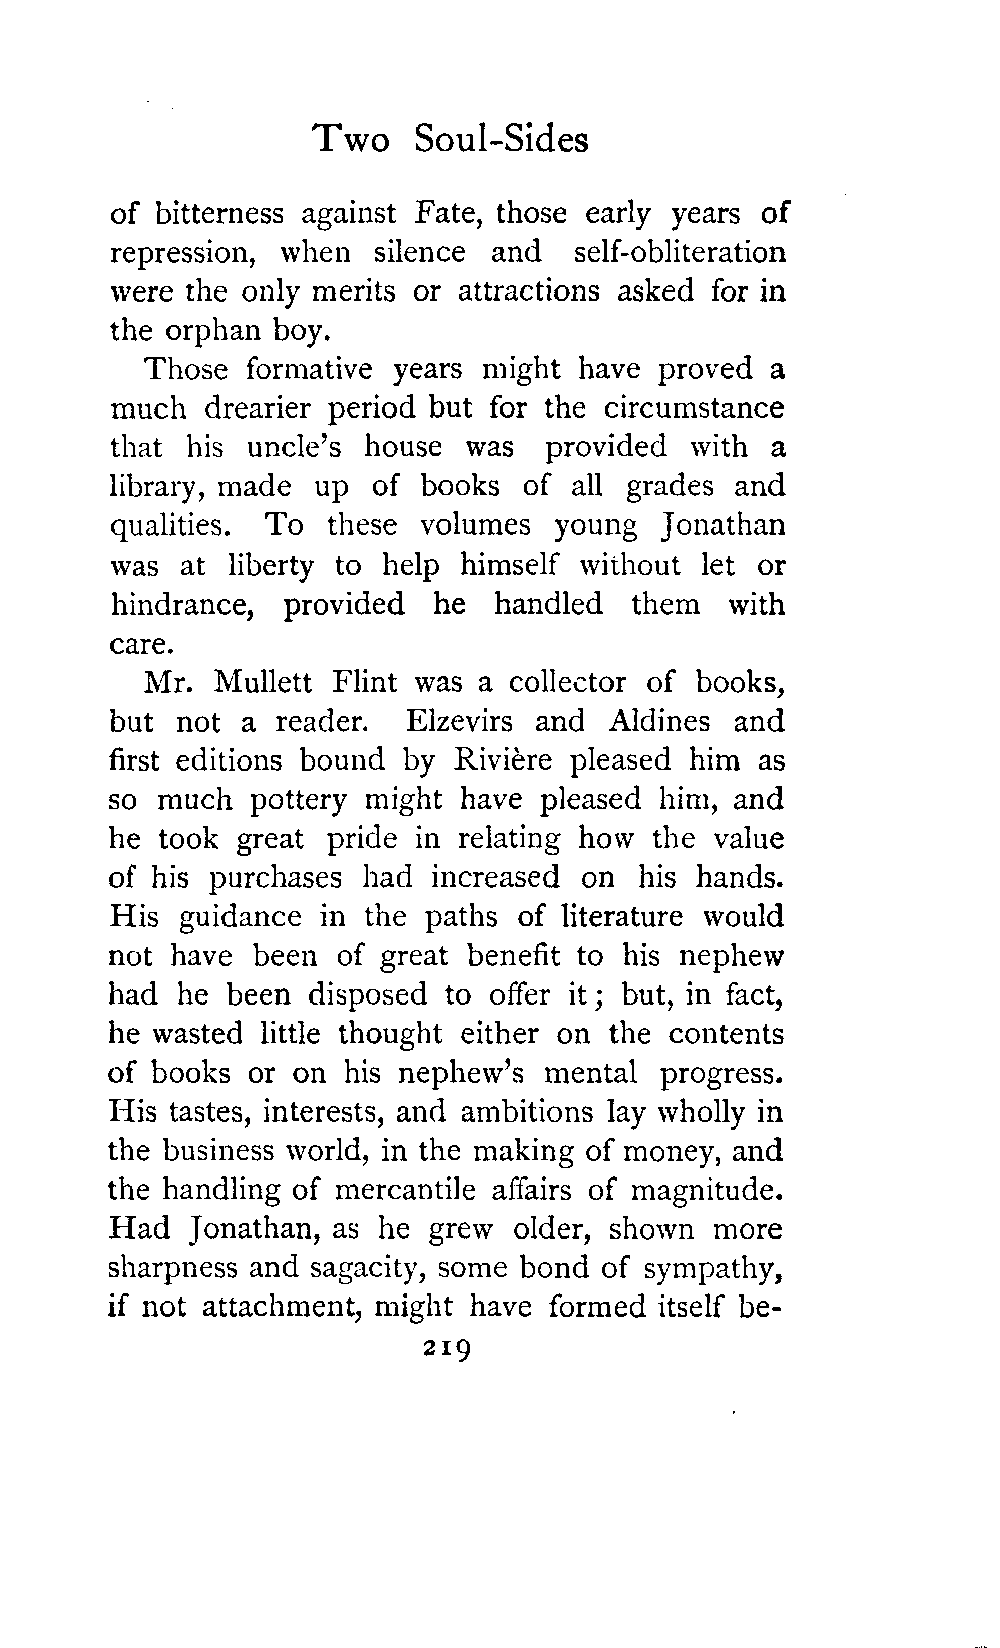 Two Soul-Sides
of bitterness against Fate, those early years of
repression, when silence and self-obliteration
were the only merits or attractions asked for in
the orphan boy.
Those formative years might have proved a
much drearier period but for the circumstance
that his uncle's house was provided with a
library, made up of books of all grades and
qualities. To these volumes young Jonathan
was at liberty to help himself without let or
hindrance, provided he handled them with
care.
Mr. Mullett Flint was a collector of books,
but not a reader. Elzevirs and Aldines and
first editions bound by Rivière pleased him as
so much pottery might have pleased him, and
he took great pride in relating how the value
of his purchases had increased on his hands.
His guidance in the paths of literature would
not have been of great benefit to his nephew
had he been disposed to offer it; but, in fact,
he wasted little thought either on the contents
of books or on his nephew's mental progress.
His tastes, interests, and ambitions lay wholly in
the business world, in the making of money, and
the handling of mercantile affairs of magnitude.
Had Jonathan, as he grew older, shown more
sharpness and sagacity, some bond of sympathy,
if not attachment, might have formed itself be-
219